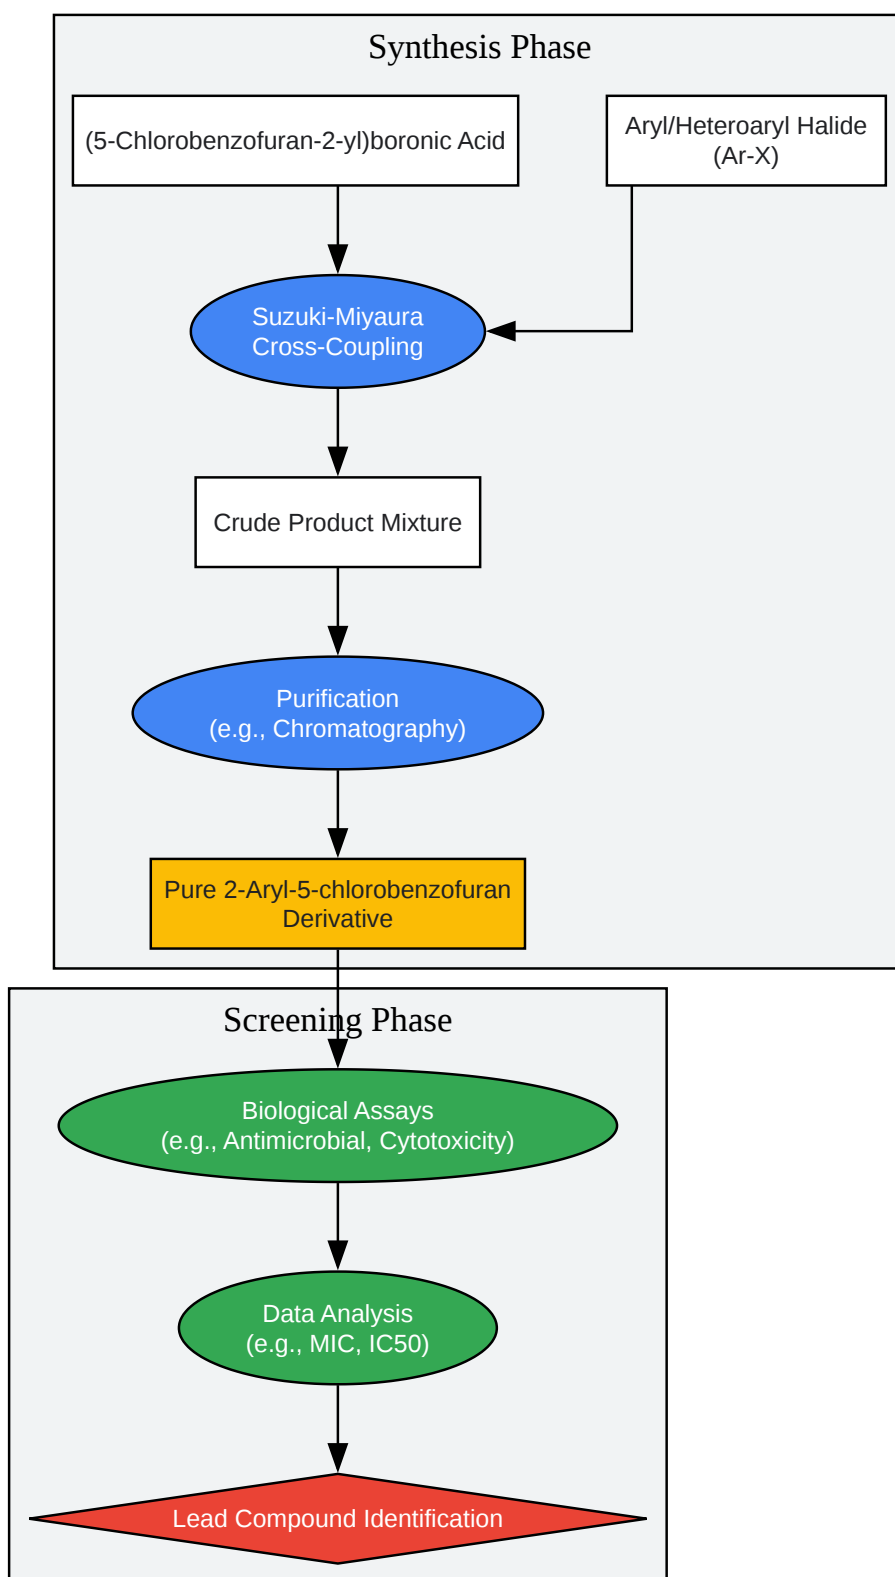 Synthesis Phase
(5-Chlorobenzofuran-2-yl)boronic Acid
Aryl/Heteroaryl Halide
(Ar-X)
Suzuki-Miyaura
Cross-Coupling
Crude Product Mixture
Purification
(e.g., Chromatography)
Pure 2-Aryl-5-chlorobenzofuran
Derivative
Screening Phase
Biological Assays
(e.g., Antimicrobial, Cytotoxicity)
Data Analysis
(e.g., MIC, IC50)
Lead Compound Identification